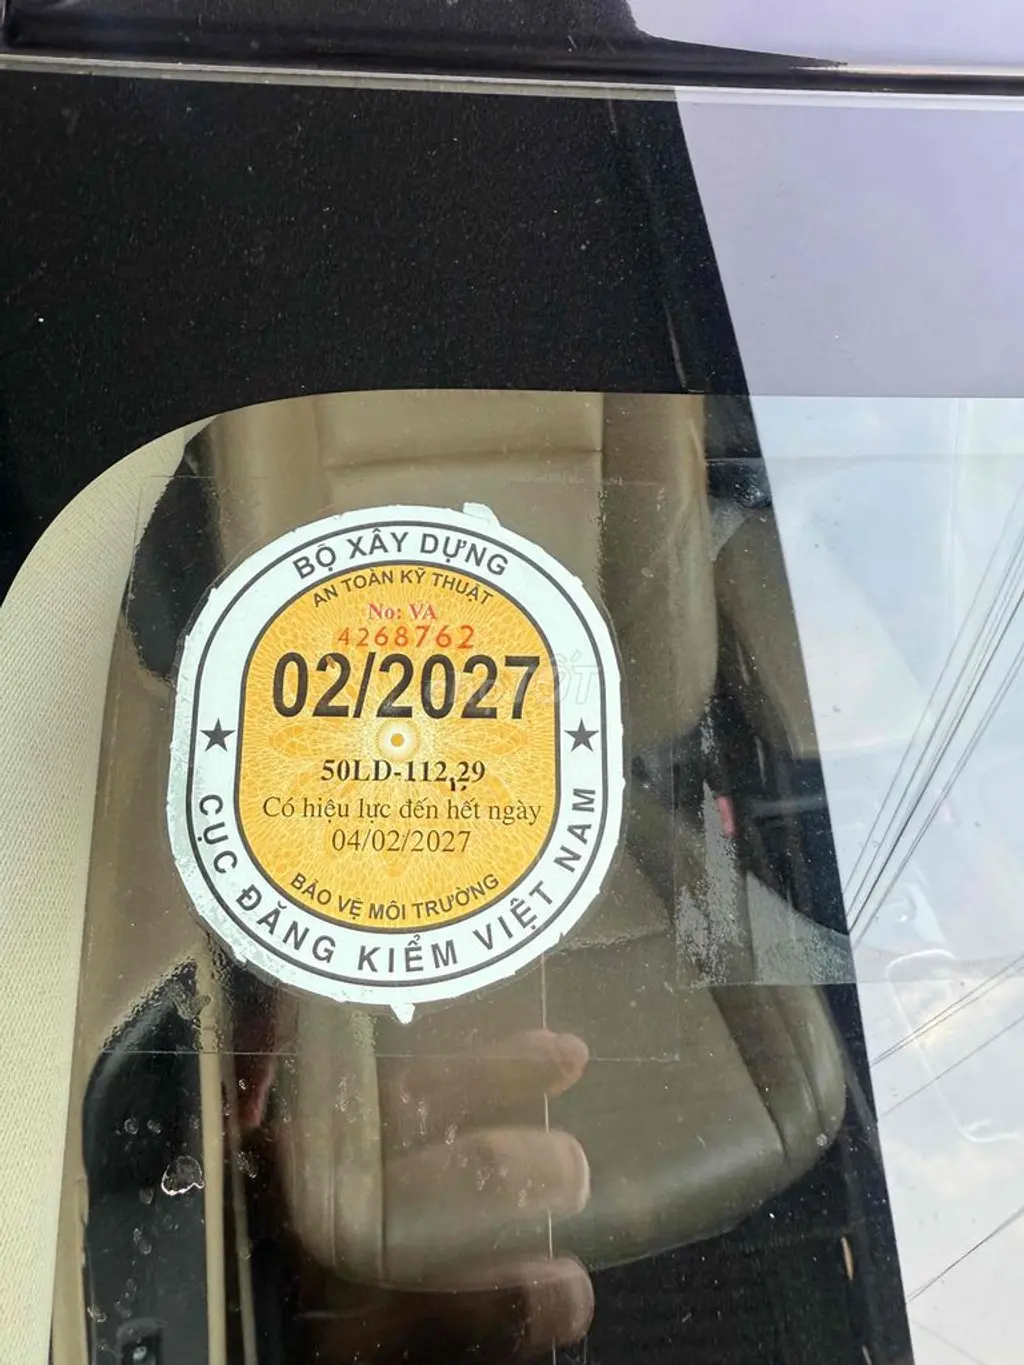 BỘ XÂY DỰNG
AN TOÀN KỸ THUẬT
No: VA
4268762
02/2027
50LD-112.29
Có hiệu lực đến hết ngày
04/02/2027
BẢO VỆ MÔI TRƯỜNG
CỤC ĐĂNG KIỂM VIỆT NAM